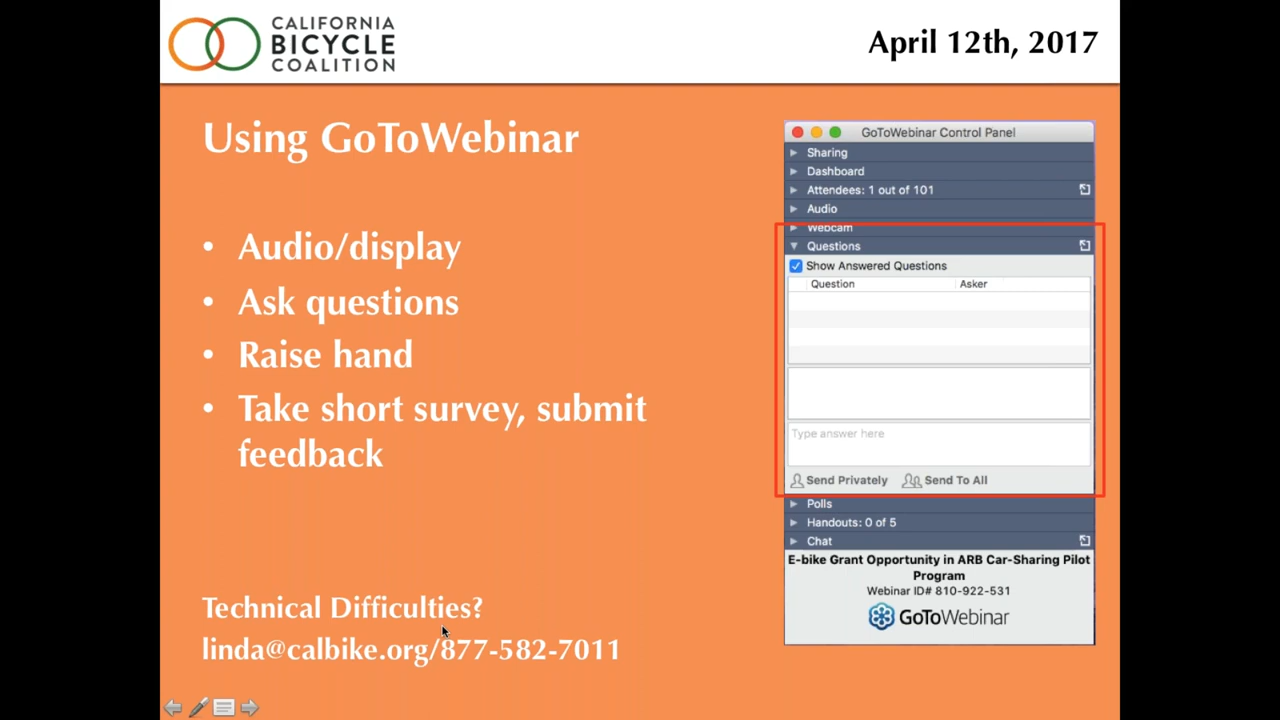 CALIFORNIA
BICYCLE
COALITION
April 12th, 2017
Using GoToWebinar
• Audio/display
• Ask questions
• Raise hand
• Take short survey, submit
feedback
Technical Difficulties?
linda@calbike.org/877-582-7011
GoToWebinar Control Panel
Sharing
Dashboard
Attendees: 1 out of 101
Audio
Webcam
Questions
Show Answered Questions
Question Asker
Type answer here
Send Privately Send To All
Polls
Handouts: 0 of 5
Chat
E-bike Grant Opportunity in ARB Car-Sharing Pilot
Program
Webinar ID# 810-922-531
GoToWebinar